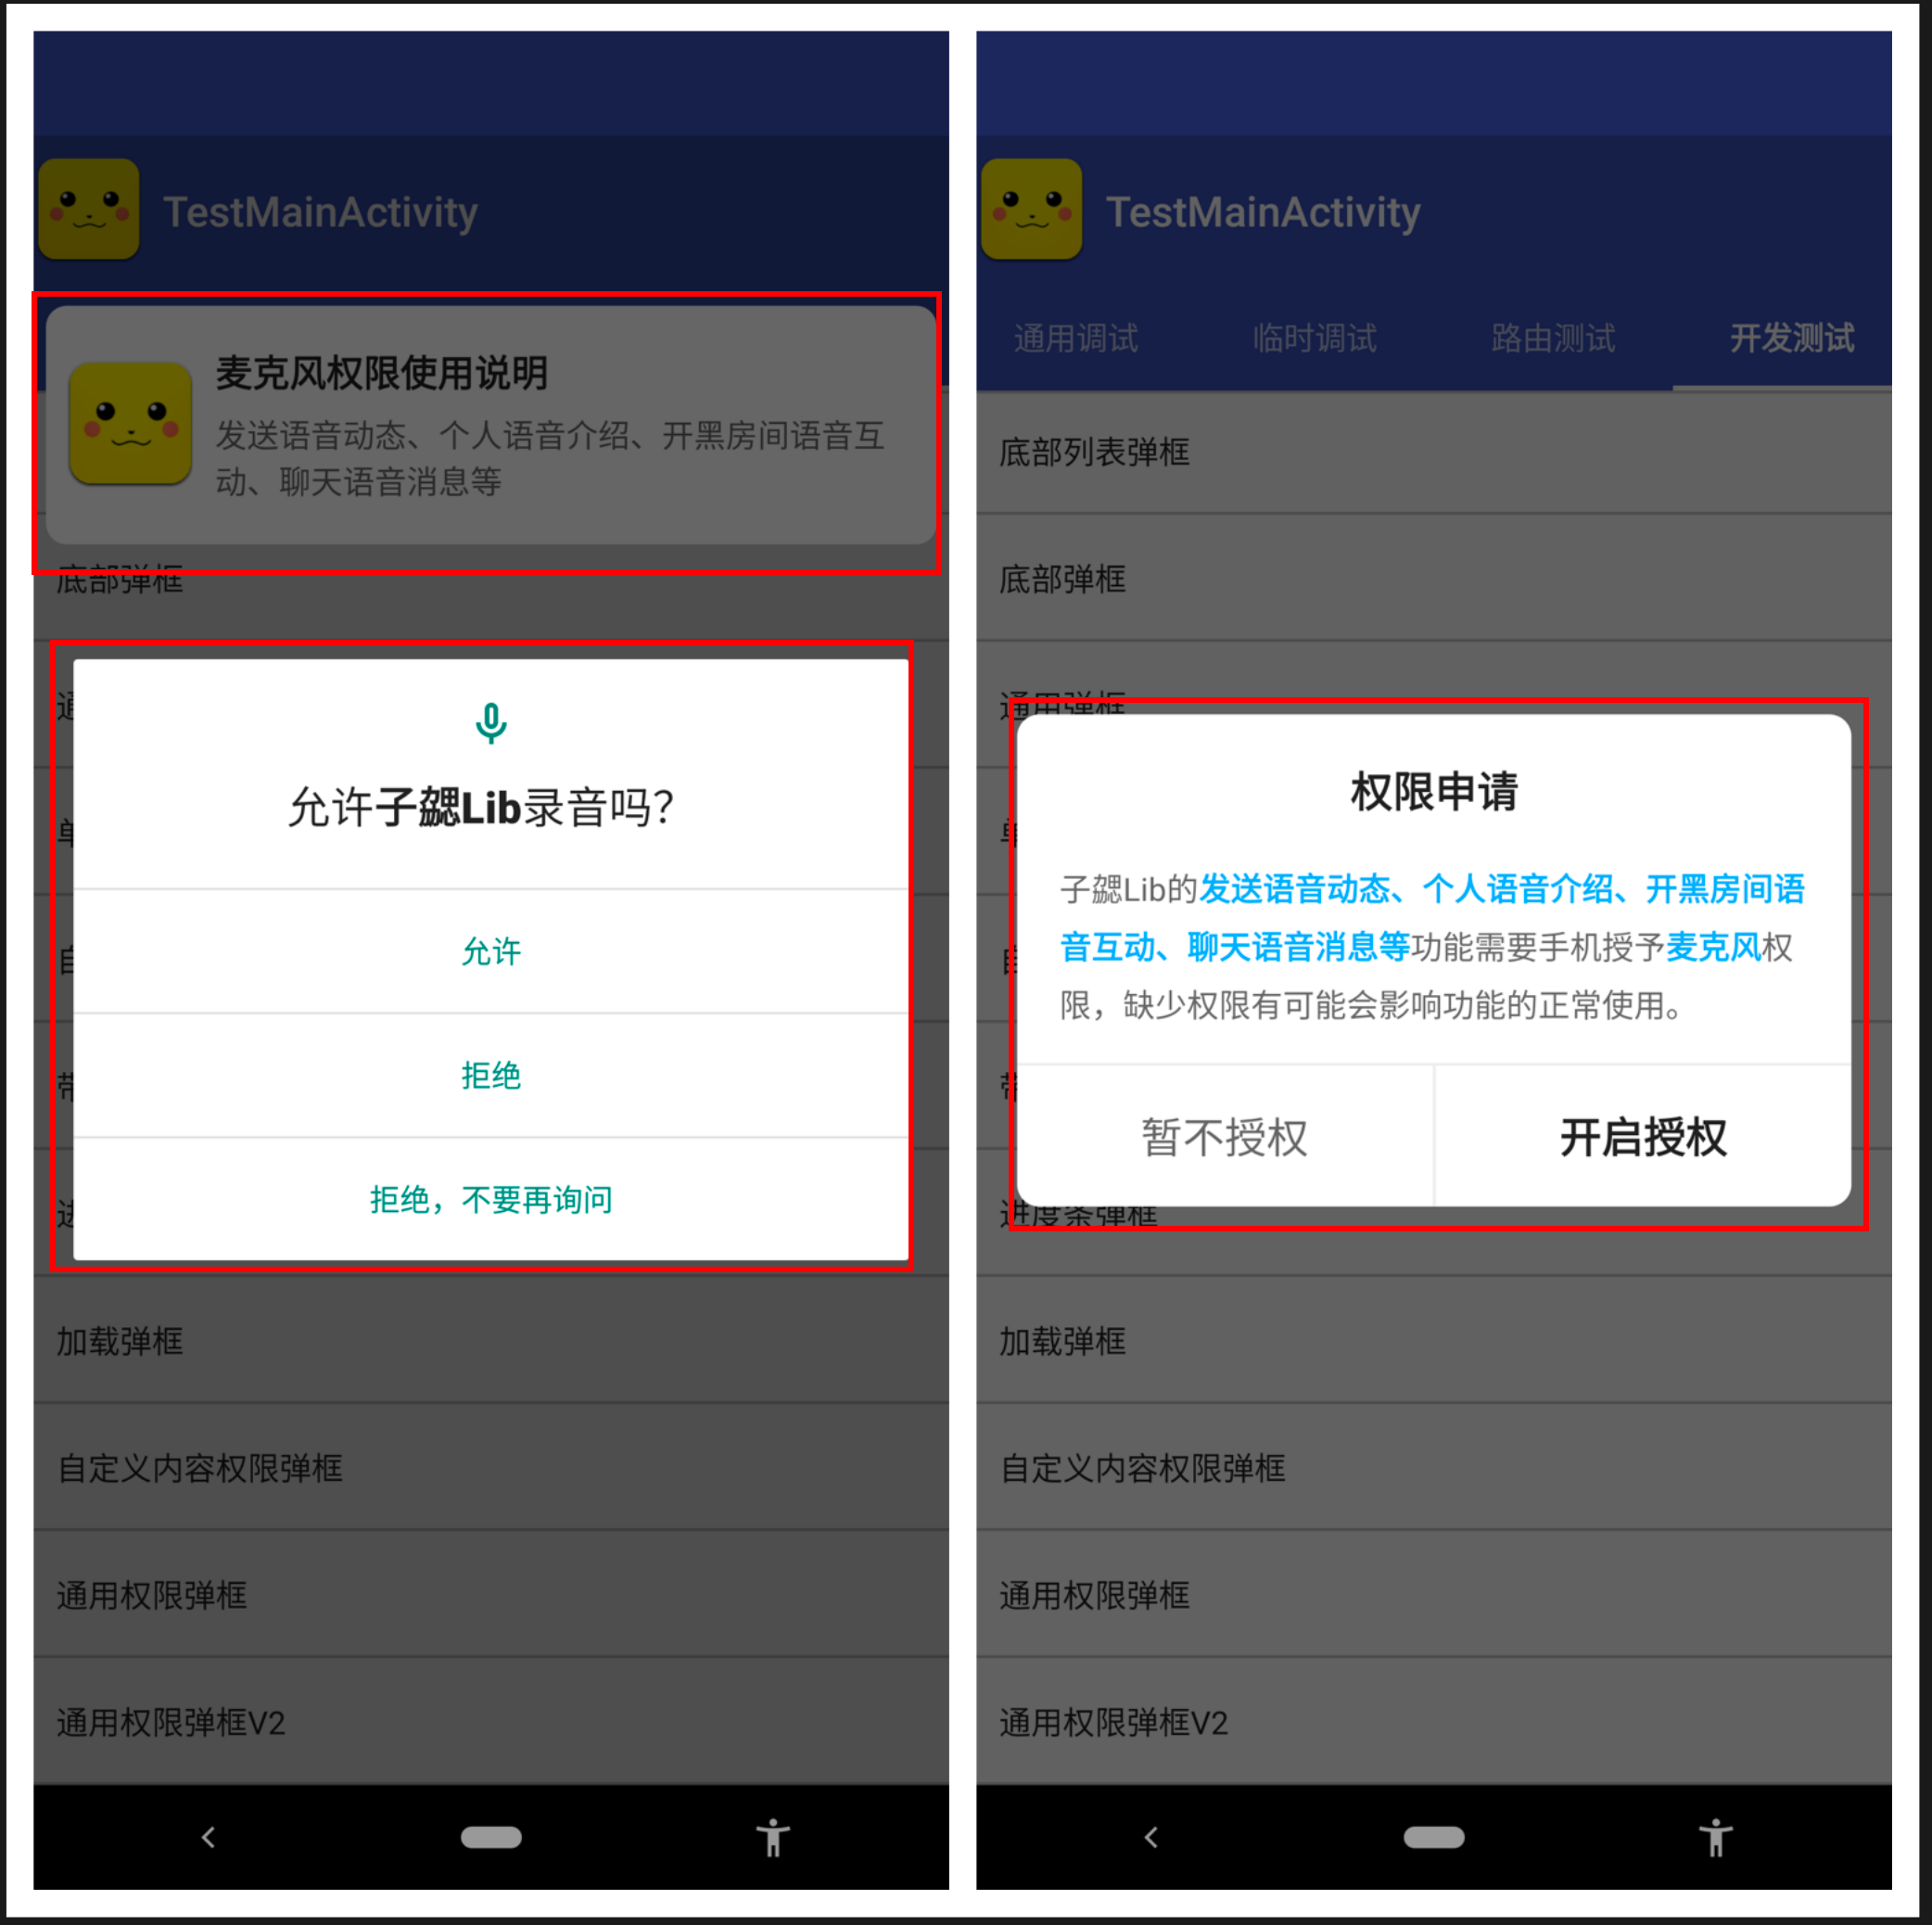 TestMainActivity
麦克风权限使用说明
发送语音动态、个人语音介绍、开黑房间语音互
动、聊天语音消息等
底部弹框
允许子勰Lib录音吗？
允许
拒绝
拒绝，不要再询问
加载弹框
自定义内容权限弹框
通用权限弹框
通用权限弹框V2
TestMainActivity
通用调试 临时调试 路由测试 开发测试
底部列表弹框
底部弹框
通用弹框
权限申请
子勰Lib的发送语音动态、个人语音介绍、开黑房间语
音互动、聊天语音消息等功能需要手机授予麦克风权
限，缺少权限有可能会影响功能的正常使用。
暂不授权 开启授权
进度条弹框
加载弹框
自定义内容权限弹框
通用权限弹框
通用权限弹框V2